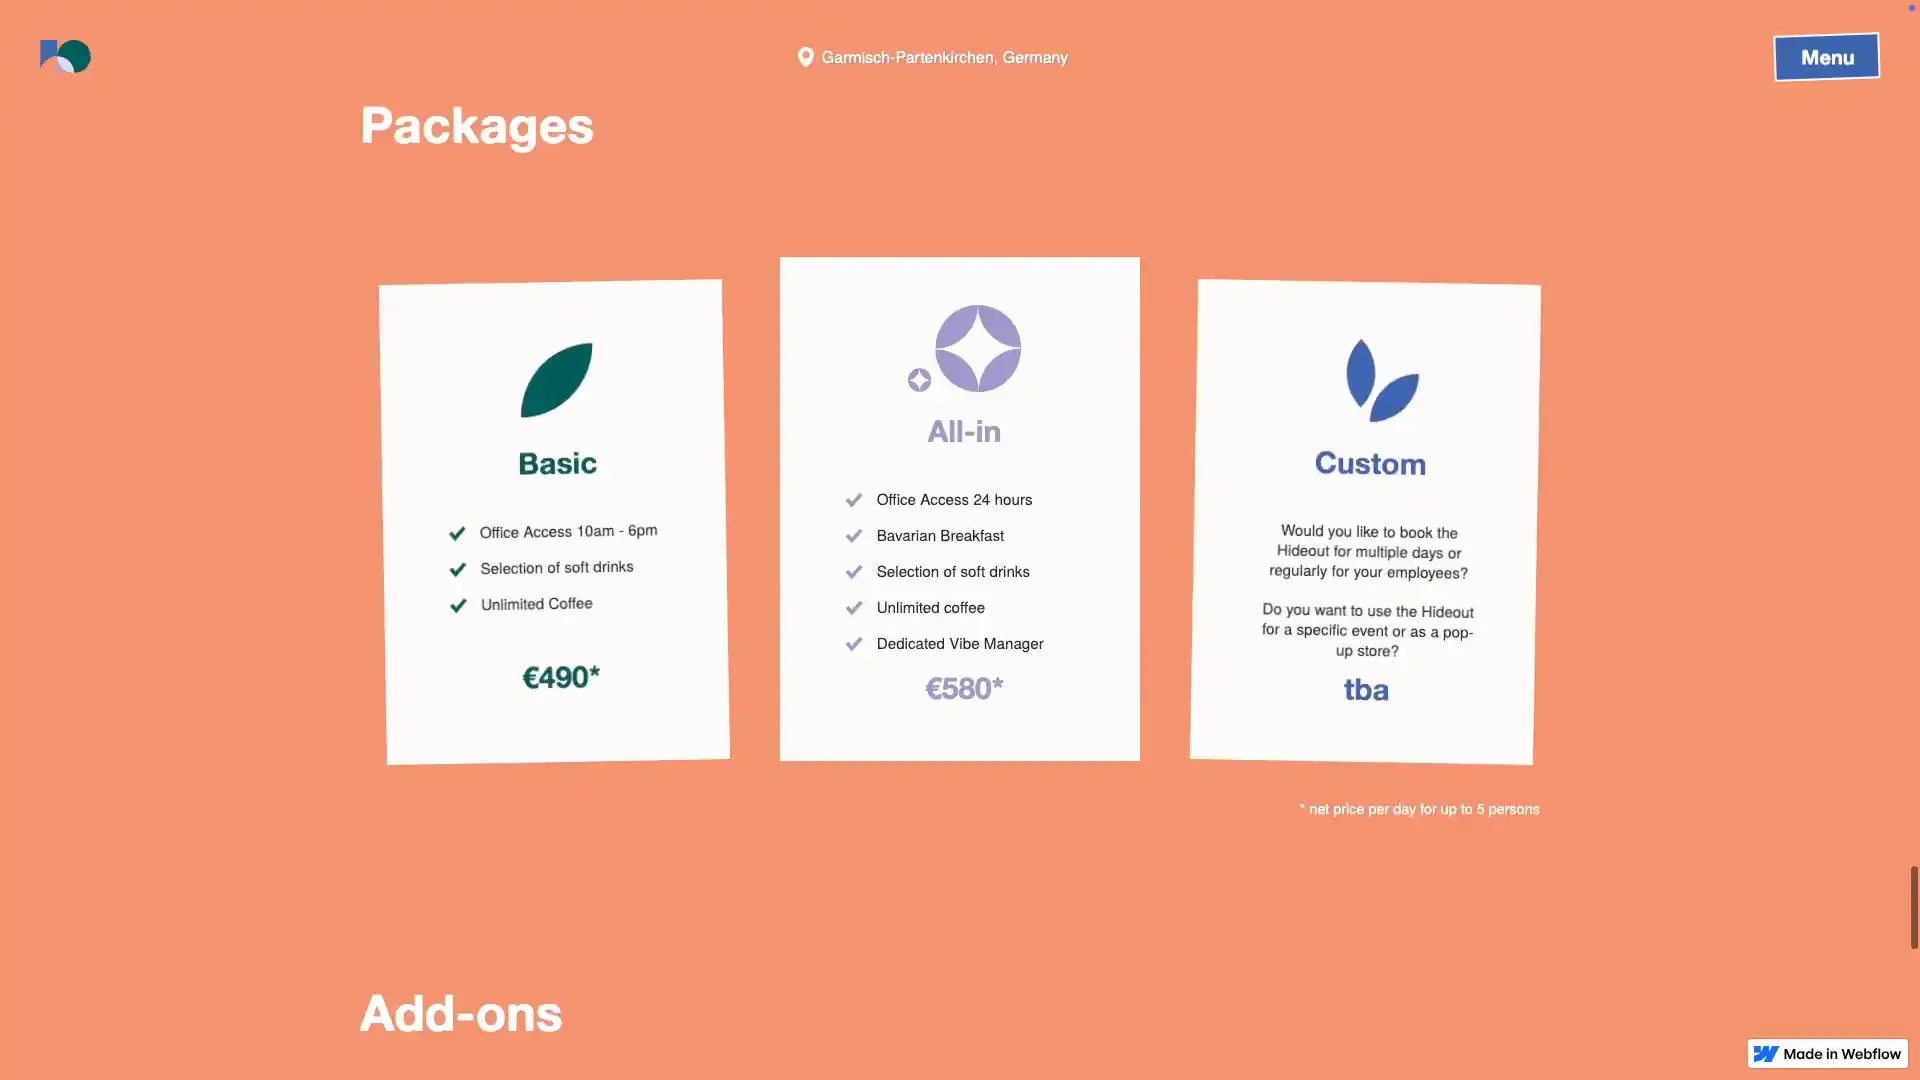 Garmisch-Partenkirchen, Germany
Menu
Packages
Basic
Office Access 10am - 6pm
Selection of soft drinks
Unlimited Coffee
€490*
All-in
Office Access 24 hours
Bavarian Breakfast
Selection of soft drinks
Unlimited coffee
Dedicated Vibe Manager
€580*
Custom
Would you like to book the
Hideout for multiple days or
regularly for your employees?
Do you want to use the Hideout
for a specific event or as a pop-
up store?
tba
* net price per day for up to 5 persons
Add-ons
Made in Webflow